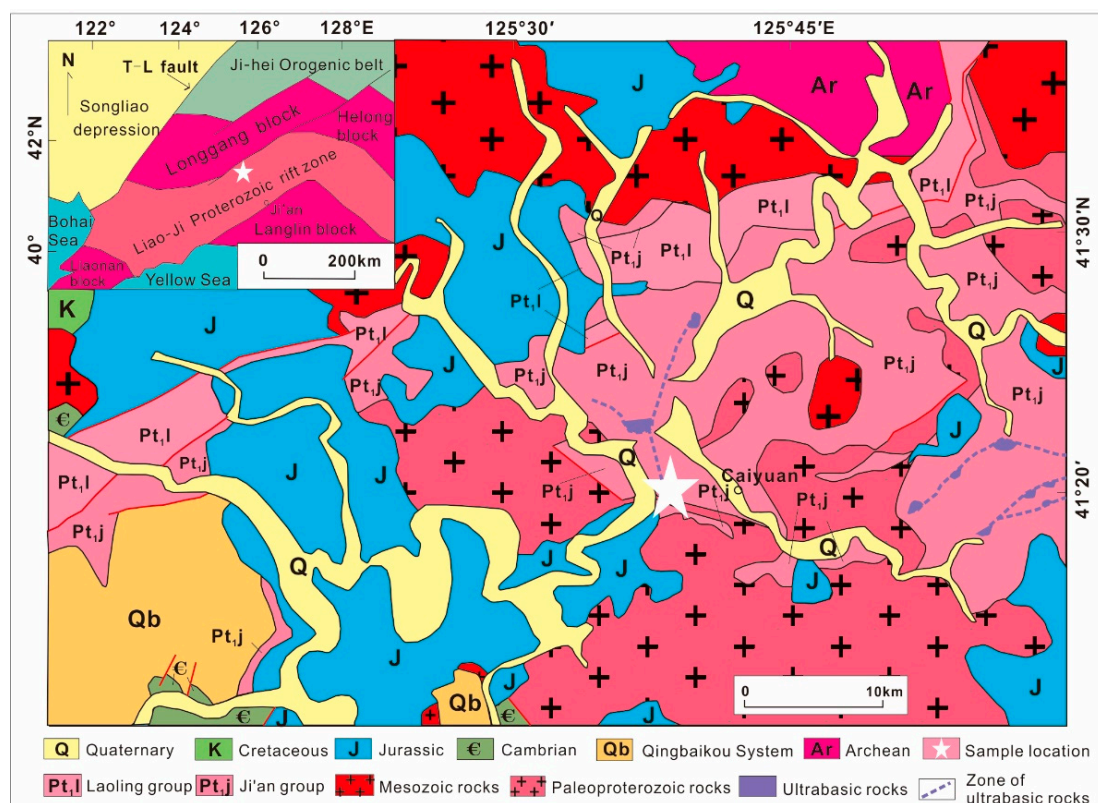 122° 124° 126° 128°E 125°30′ 125°45′E
N
T-L fault
Ji-hei Orogenic belt
Songliao
depression
Longgang block
Helong
block
Liao-Ji Proterozoic rift zone
Ji'an
Langlin block
Bohai
Sea
Liaonan
block
Yellow Sea
0 200km
42°N
40°
41°30′N
41°20′
J
Ar
Ar
Pt₁l
Pt₁j
Q
Pt₁j
Pt₁l
J
Pt₁l
Q
Pt₁j
K
J
Pt₁l
Q
J
Pt₁j
Pt₁j
Pt₁j
Pt₁j
Pt₁j
€
Pt₁l
J
Pt₁j
J
J
Q
Caiyuan
Pt₁l
Pt₁j
Pt₁j
Pt₁j
Pt₁j
Q
J
J
Q
J
Qb
Pt₁j
J
€
Qb
J
J
€
J
€
0 10km
Q Quaternary K Cretaceous J Jurassic € Cambrian Qb Qingbaikou System Ar Archean Sample location
Pt₁l Laoling group Pt₁j Ji'an group Mesozoic rocks Paleoproterozoic rocks Ultrabasic rocks Zone of
ultrabasic rocks